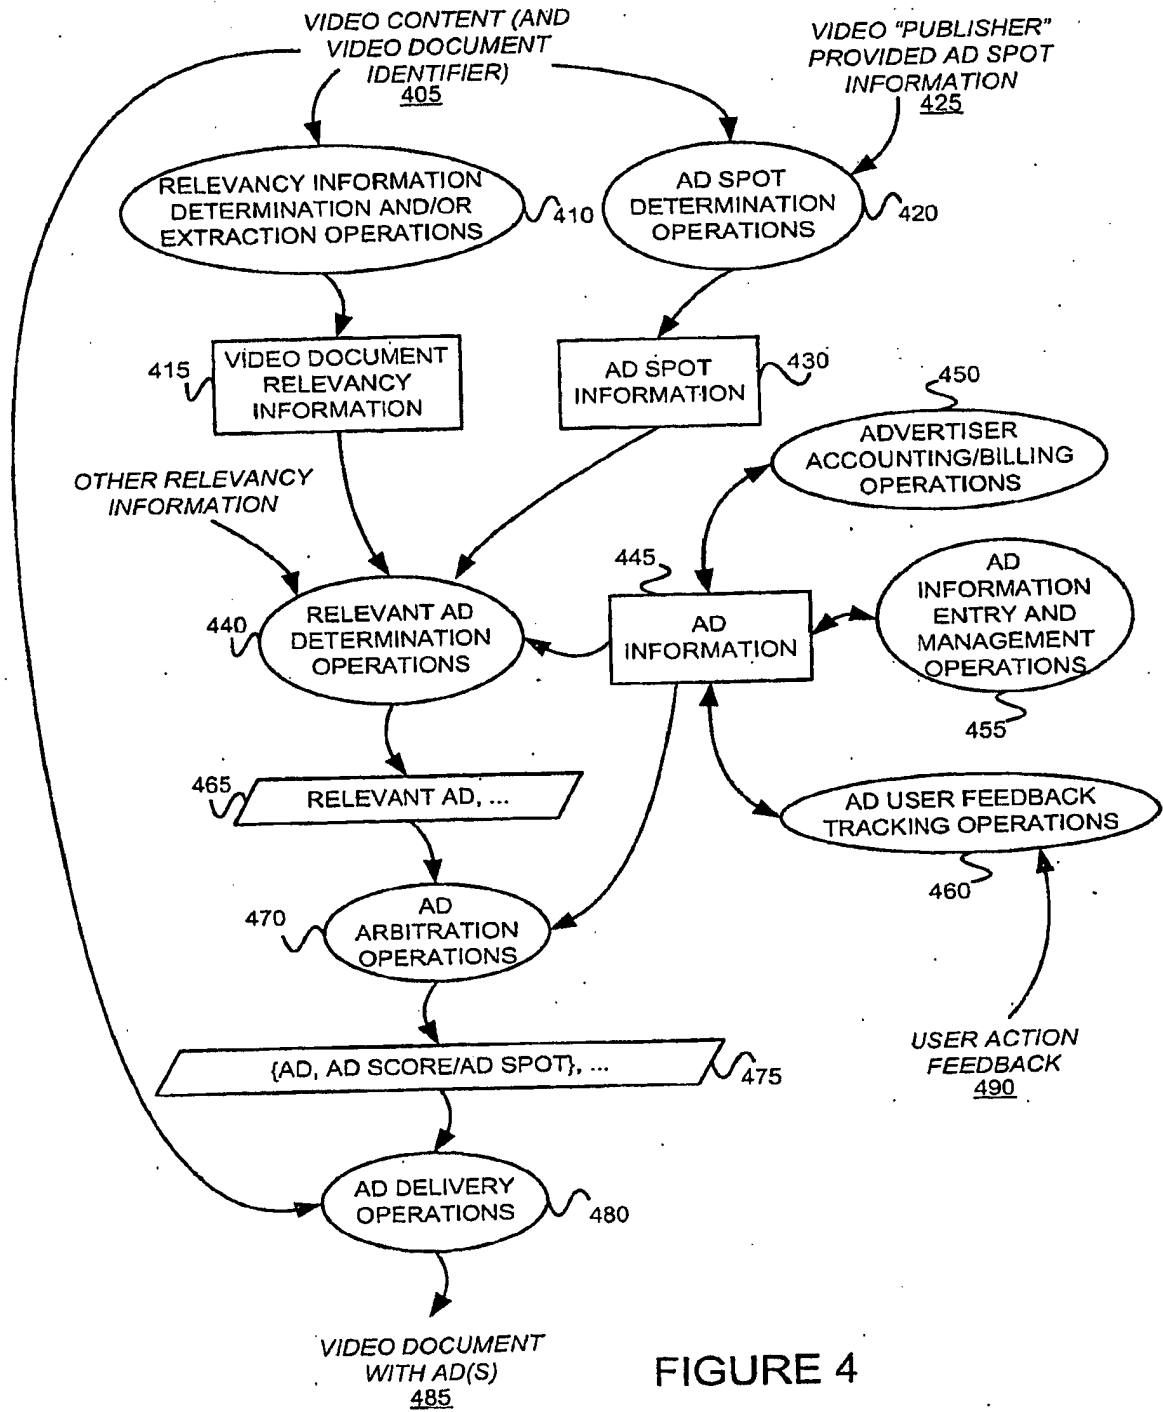 VIDEO CONTENT (AND
VIDEO DOCUMENT
IDENTIFIER)
405
VIDEO "PUBLISHER"
PROVIDED AD SPOT
INFORMATION
425
RELEVANCY INFORMATION
DETERMINATION AND/OR
EXTRACTION OPERATIONS
410
AD SPOT
DETERMINATION
OPERATIONS
420
415
VIDEO DOCUMENT
RELEVANCY
INFORMATION
AD SPOT
INFORMATION
430
450
ADVERTISER
ACCOUNTING/BILLING
OPERATIONS
OTHER RELEVANCY
INFORMATION
440
RELEVANT AD
DETERMINATION
OPERATIONS
445
AD
INFORMATION
AD
INFORMATION
ENTRY AND
MANAGEMENT
OPERATIONS
455
465
RELEVANT AD, ...
AD USER FEEDBACK
TRACKING OPERATIONS
460
470
AD
ARBITRATION
OPERATIONS
{AD, AD SCORE/AD SPOT}, ...
475
USER ACTION
FEEDBACK
490
AD DELIVERY
OPERATIONS
480
VIDEO DOCUMENT
WITH AD(S)
485
FIGURE 4